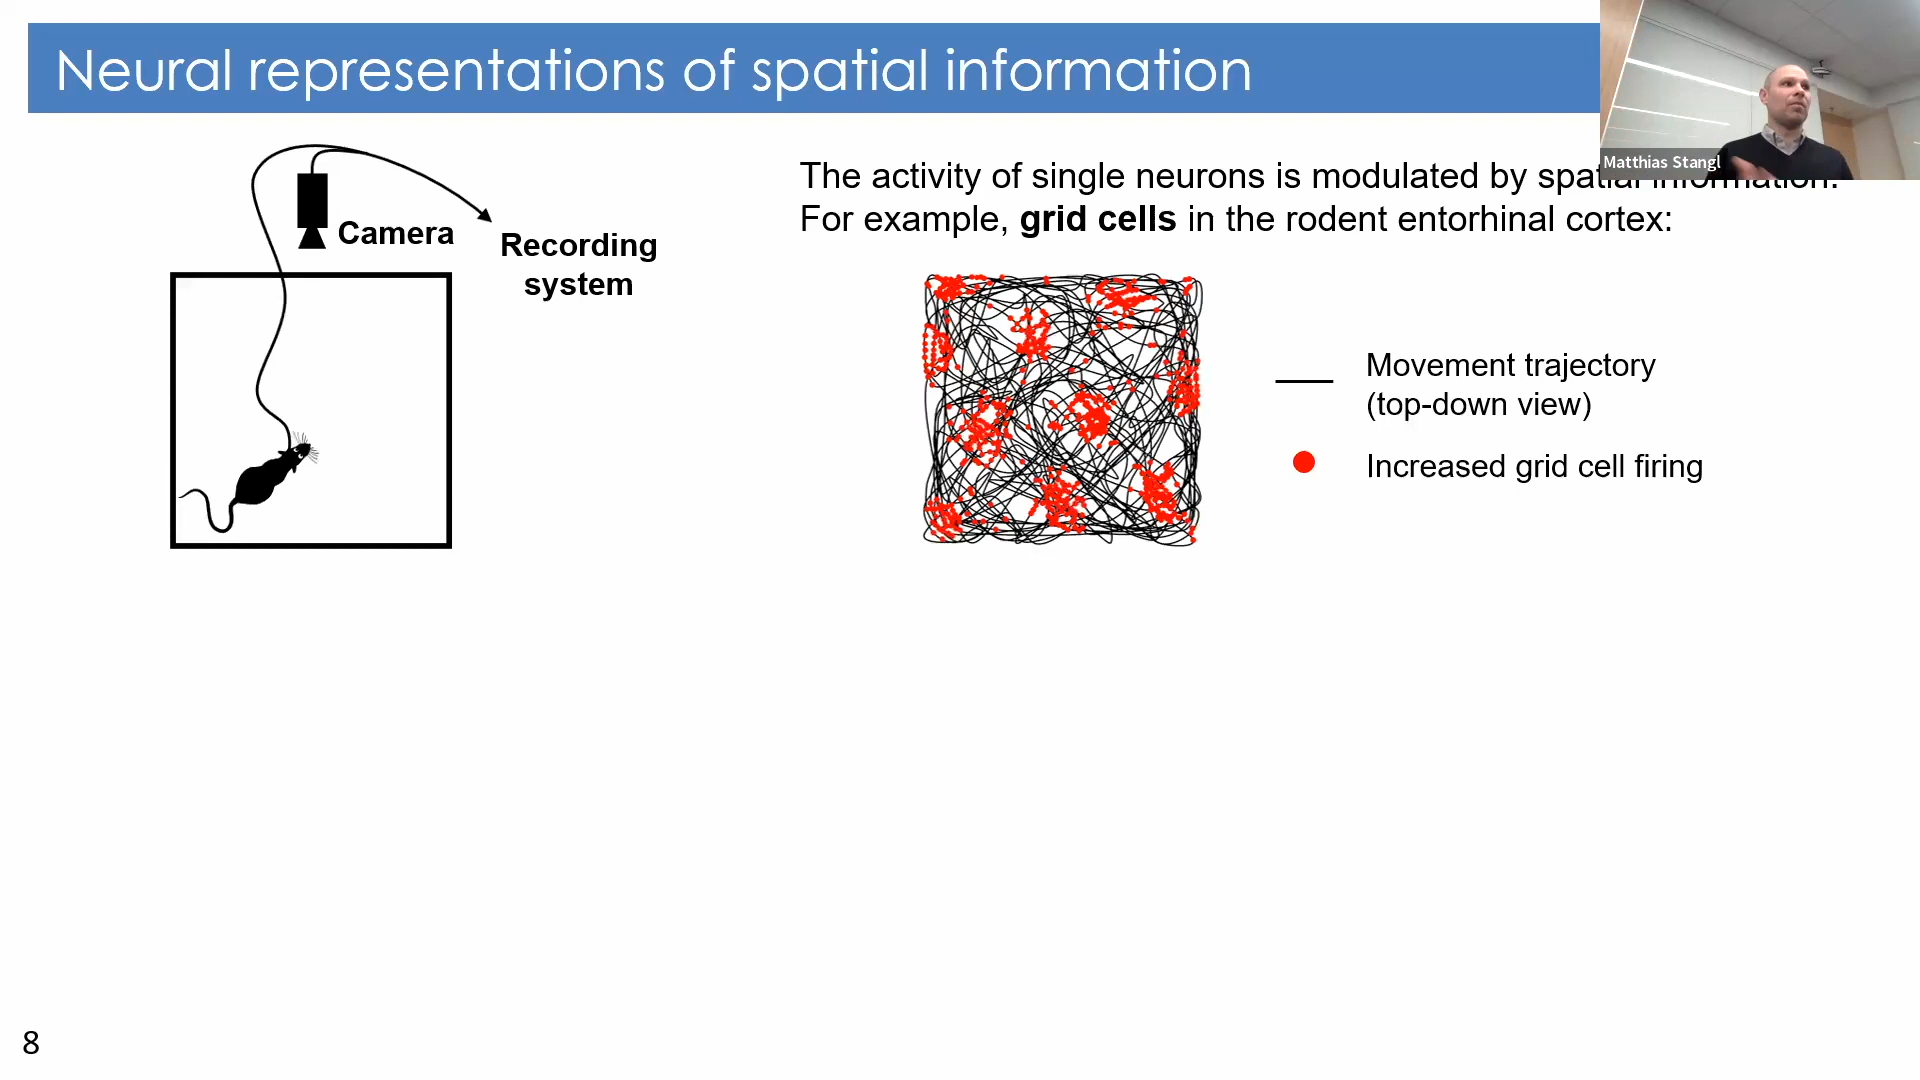 Neural representations of spatial information
Matthias Stangl
Camera
Recording
system
The activity of single neurons is modulated by spatial information.
For example, grid cells in the rodent entorhinal cortex:
Movement trajectory
(top-down view)
Increased grid cell firing
8